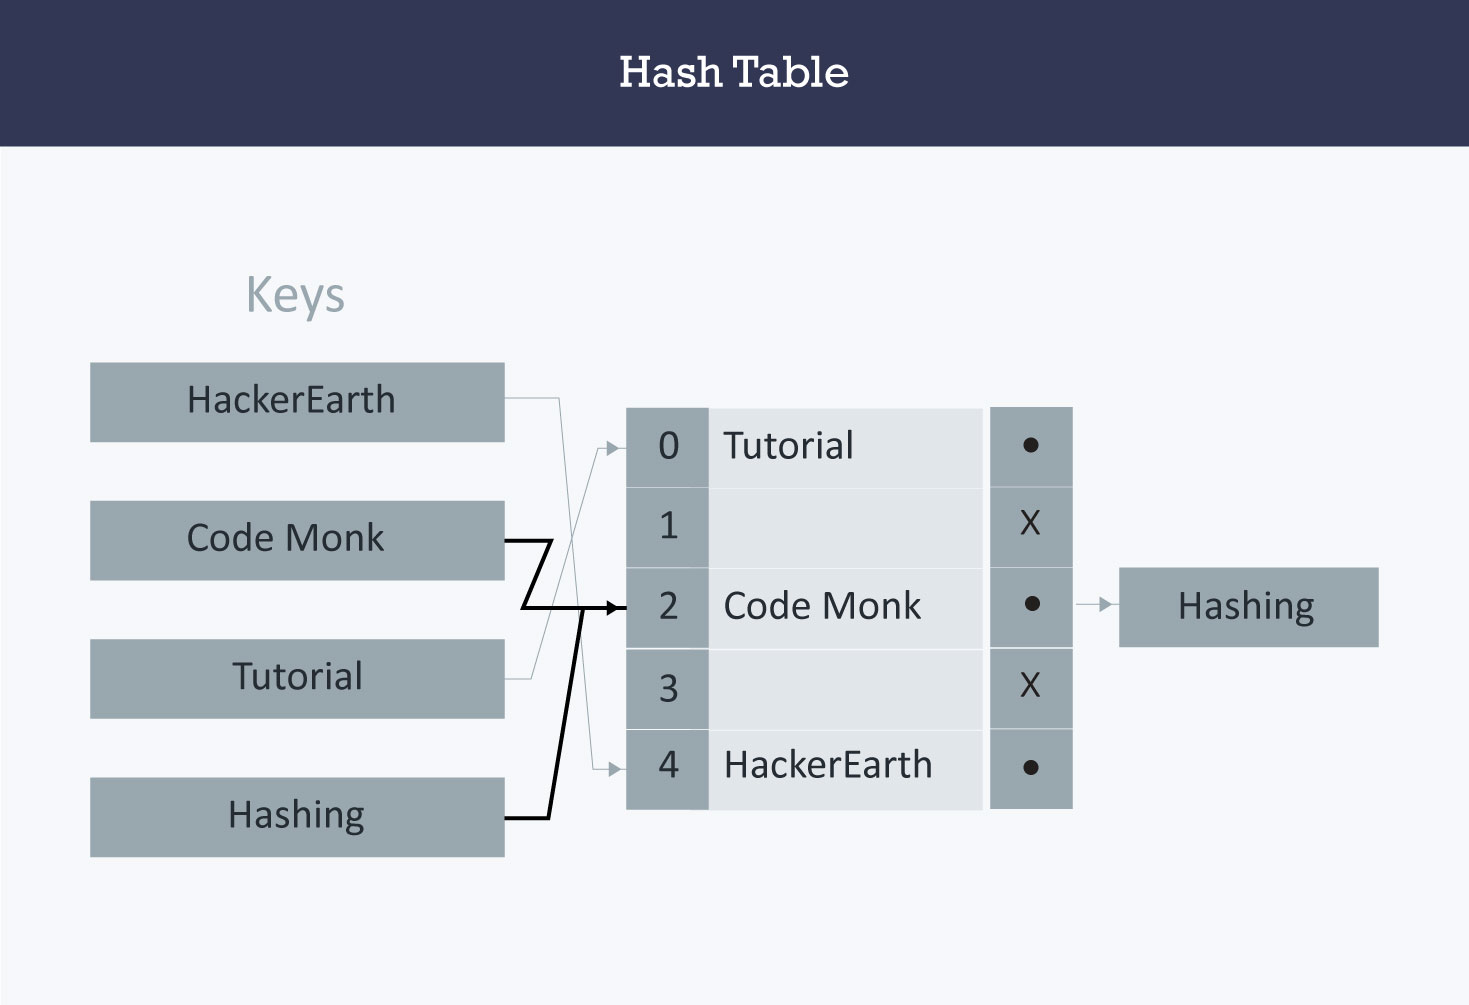 Hash Table
Keys
HackerEarth
Code Monk
Tutorial
Hashing
0 Tutorial
1 X
2 Code Monk Hashing
3 X
4 HackerEarth